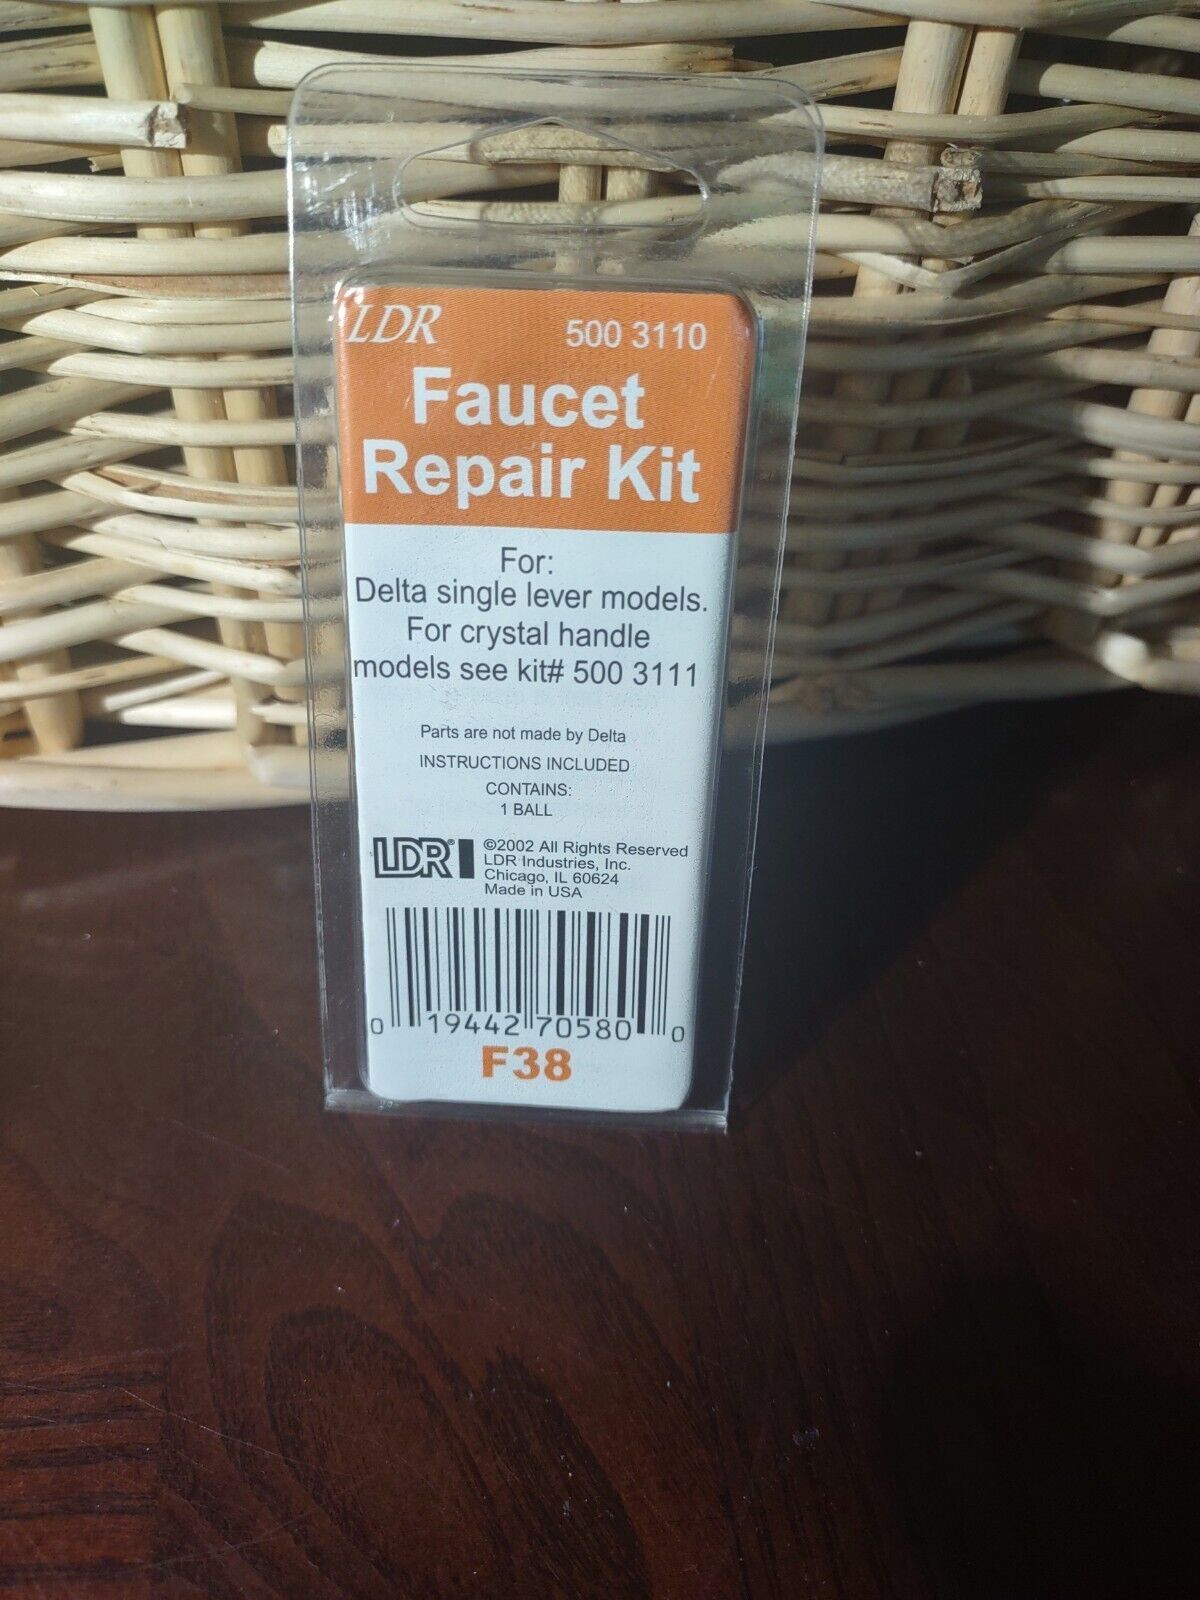 LDR 500 3110
Faucet
Repair Kit
For:
Delta single lever models.
For crystal handle
models see kit# 500 3111
Parts are not made by Delta
INSTRUCTIONS INCLUDED
CONTAINS:
1 BALL
LDR® ©2002 All Rights Reserved
LDR Industries, Inc.
Chicago, IL 60624
Made in USA
0 19442 70580 0
F38